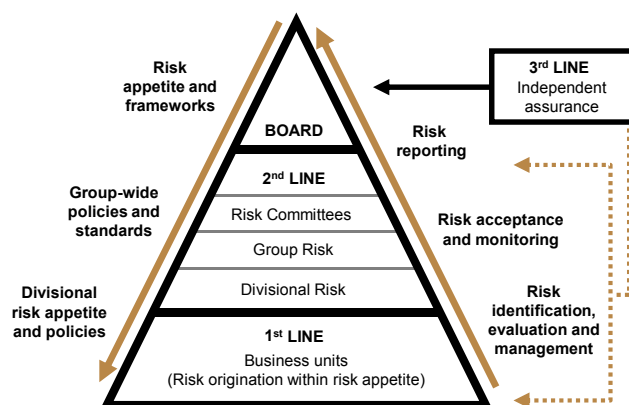 Risk
appetite and
frameworks
Group-wide
policies and
standards
Divisional
risk appetite
and policies
BOARD
2nd LINE
Risk Committees
Group Risk
Divisional Risk
1st LINE
Business units
(Risk origination within risk appetite)
3rd LINE
Independent
assurance
Risk
reporting
Risk acceptance
and monitoring
Risk
identification,
evaluation and
management